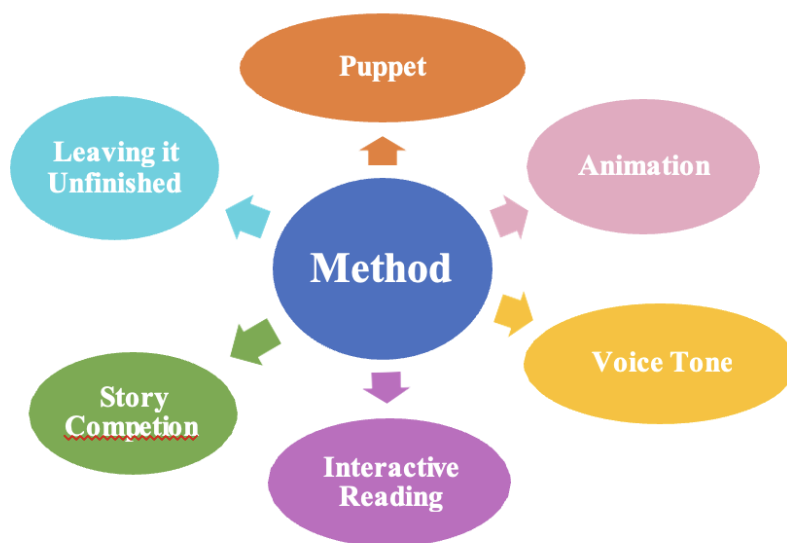 Puppet
Leaving it
Unfinished
Animation
Method
Voice Tone
Story
Competion
Interactive
Reading